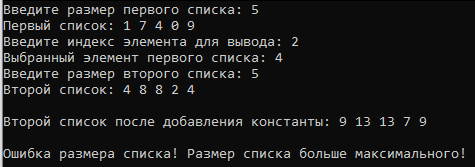 Введите размер первого списка: 5
Первый список: 1 7 4 0 9
Введите индекс элемента для вывода: 2
Выбранный элемент первого списка: 4
Введите размер второго списка: 5
Второй список: 4 8 8 2 4
Второй список после добавления константы: 9 13 13 7 9
Ошибка размера списка! Размер списка больше максимального!